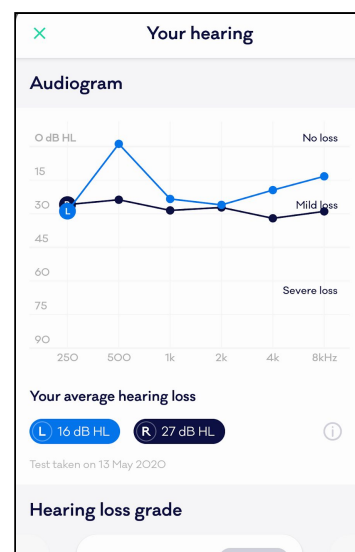 Your hearing
Audiogram
0 dB HL
No loss
15
30
Mild loss
45
60
Severe loss
75
90
250 500 1k 2k 4k 8kHz
R
L
Your average hearing loss
L 16 dB HL R 27 dB HL
Test taken on 13 May 2020
Hearing loss grade